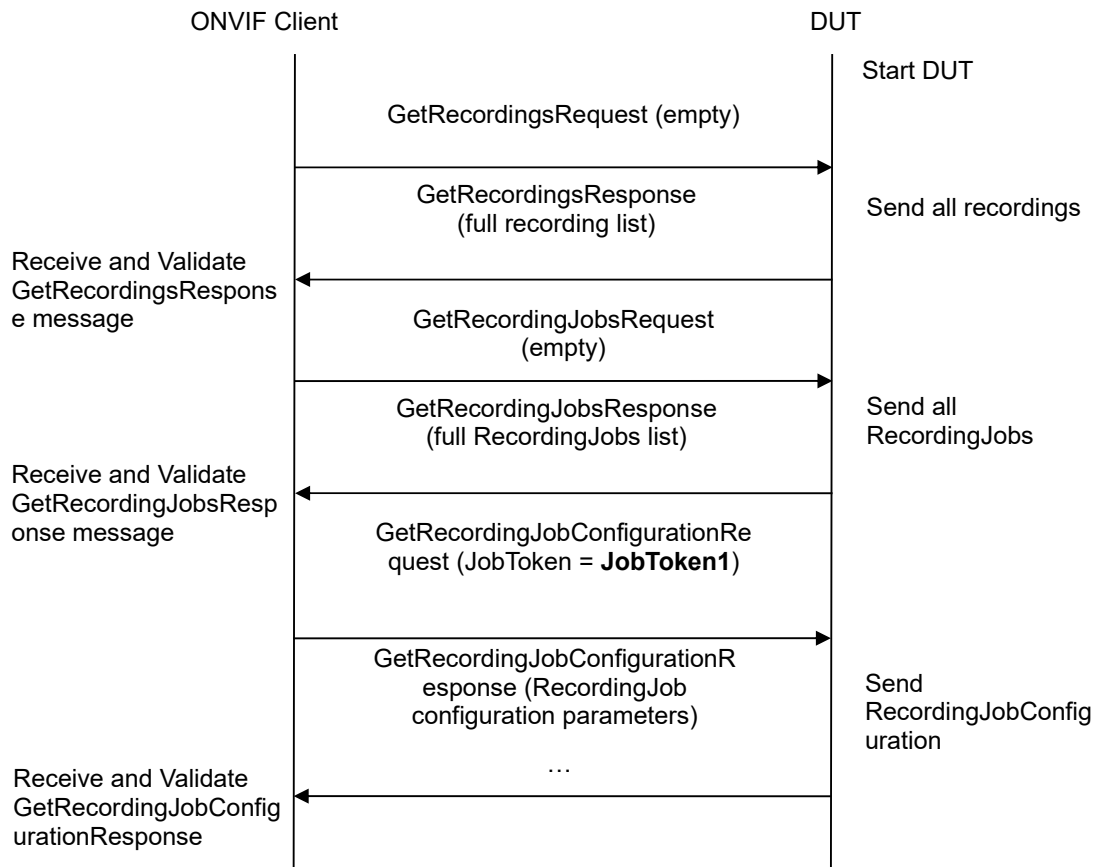 ONVIF Client
DUT
Start DUT
GetRecordingsRequest (empty)
GetRecordingsResponse
(full recording list)
Send all recordings
Receive and Validate
GetRecordingsRespons
e message
GetRecordingJobsRequest
(empty)
GetRecordingJobsResponse
(full RecordingJobs list)
Send all
RecordingJobs
Receive and Validate
GetRecordingJobsResp
onse message
GetRecordingJobConfigurationRe
quest (JobToken = JobToken1)
GetRecordingJobConfigurationR
esponse (RecordingJob
configuration parameters)
Send
RecordingJobConfig
uration
…
Receive and Validate
GetRecordingJobConfig
urationResponse